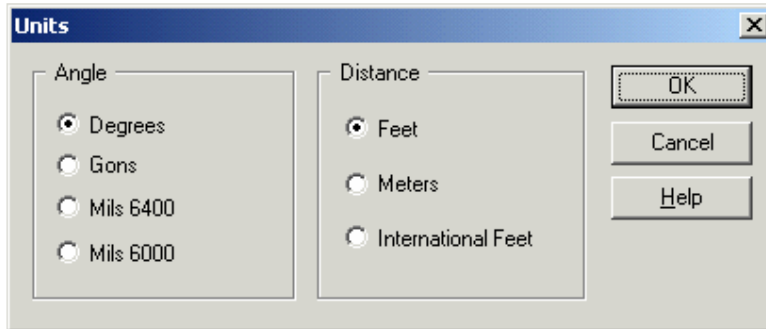 Units
Angle
Degrees
Gons
Mils 6400
Mils 6000
Distance
Feet
Meters
International Feet
OK
Cancel
Help